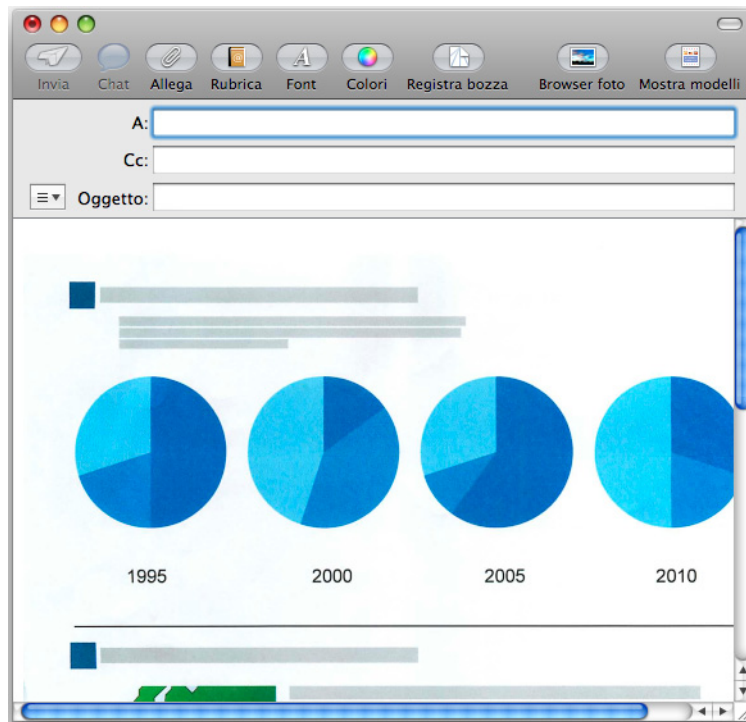 Invia Chat Allega Rubrica Font Colori Registra bozza Browser foto Mostra modelli
A:
Cc:
Oggetto:
1995 2000 2005 2010